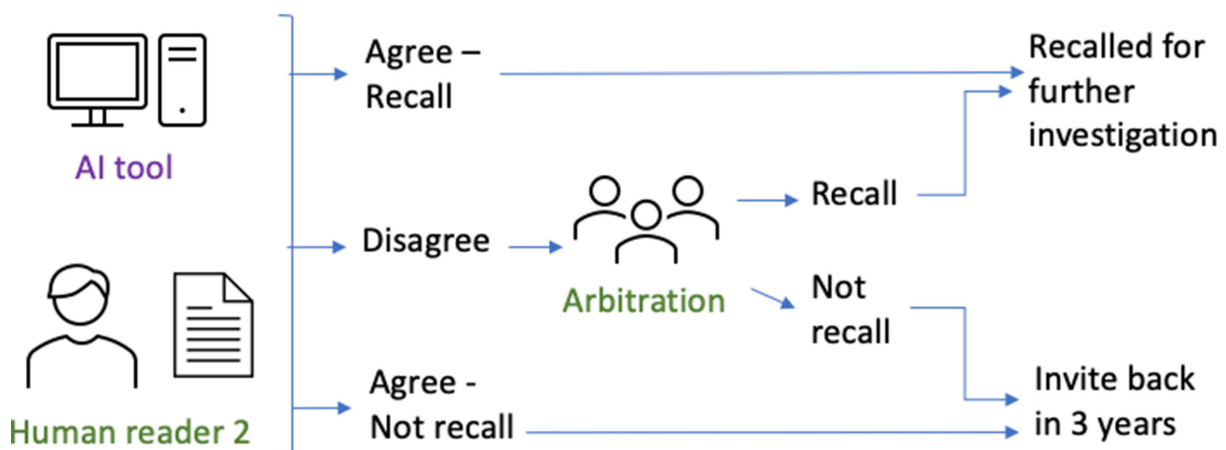 AI tool
Human reader 2
Agree –
Recall
Disagree
Agree -
Not recall
Arbitration
Recall
Not
recall
Recalled for
further
investigation
Invite back
in 3 years